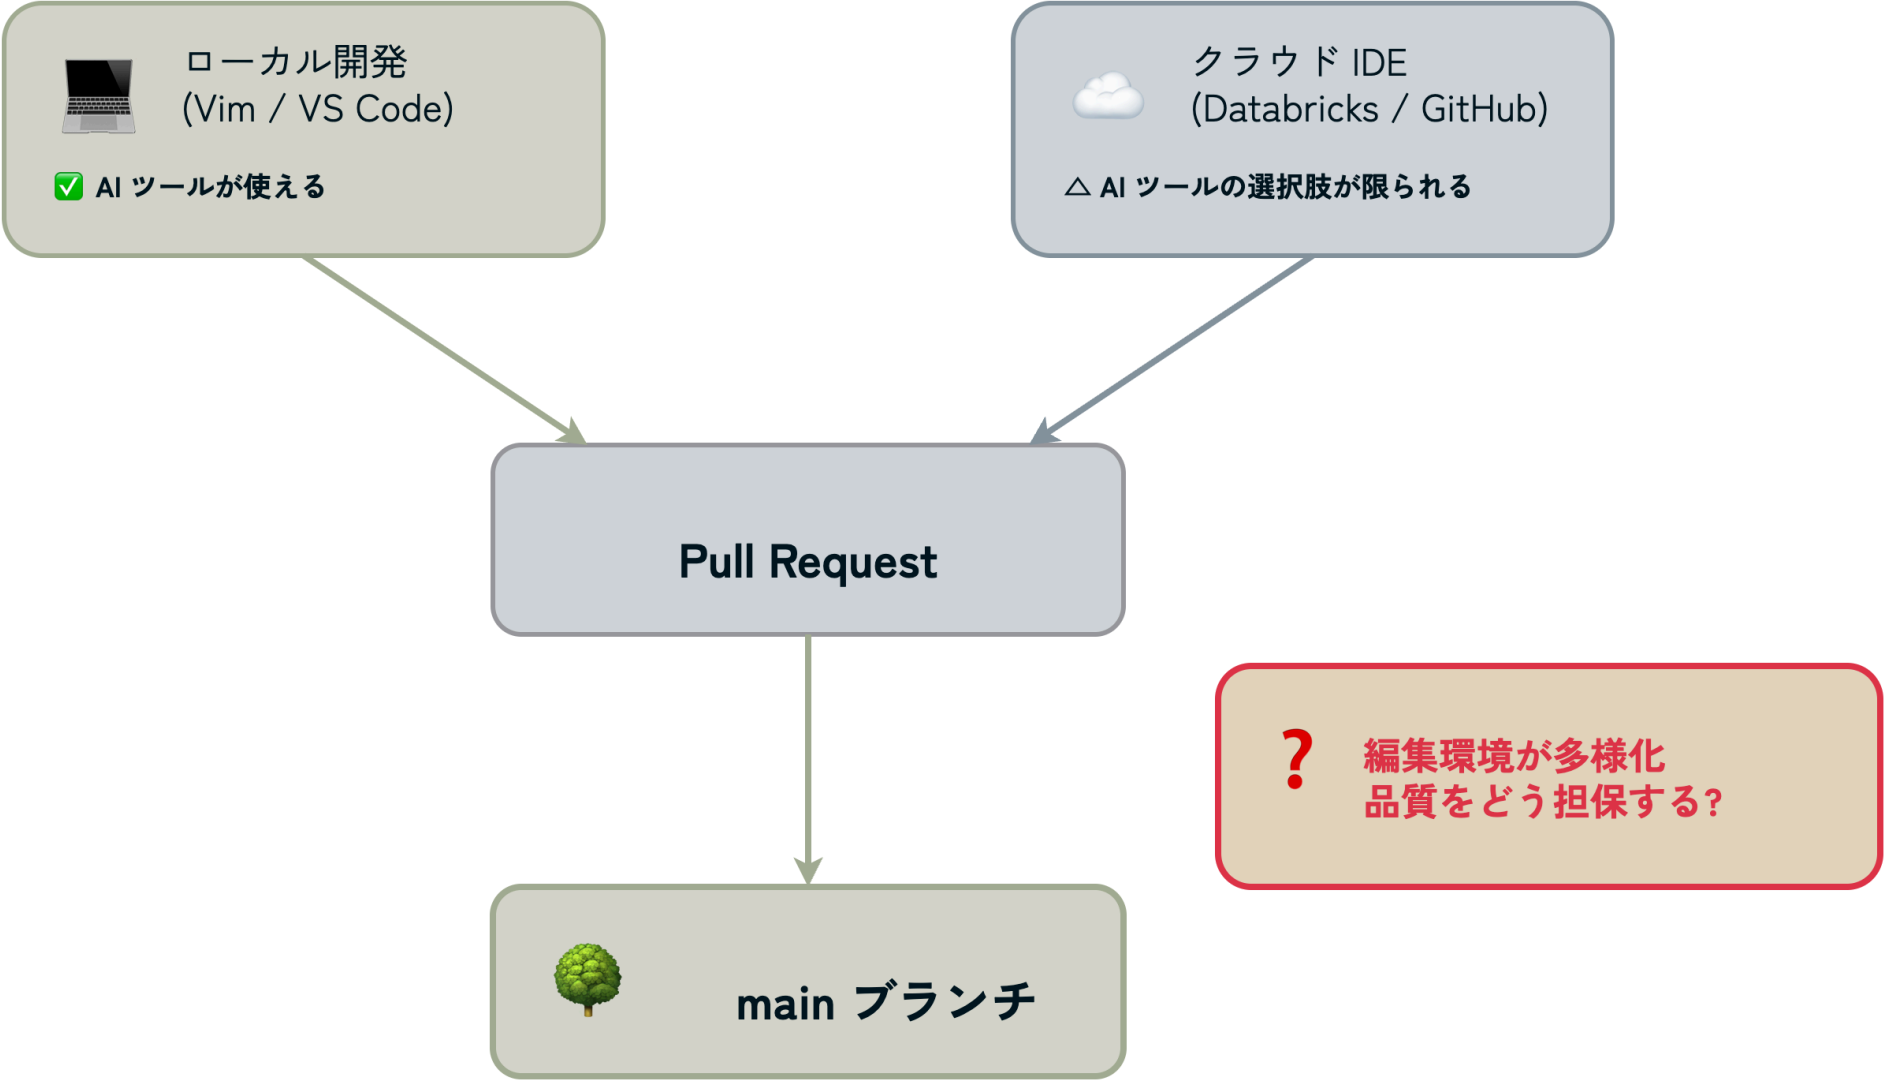 ローカル開発
(Vim / VS Code)
✅ AI ツールが使える
クラウド IDE
(Databricks / GitHub)
△ AI ツールの選択肢が限られる
Pull Request
❓ 編集環境が多様化
品質をどう担保する?
main ブランチ